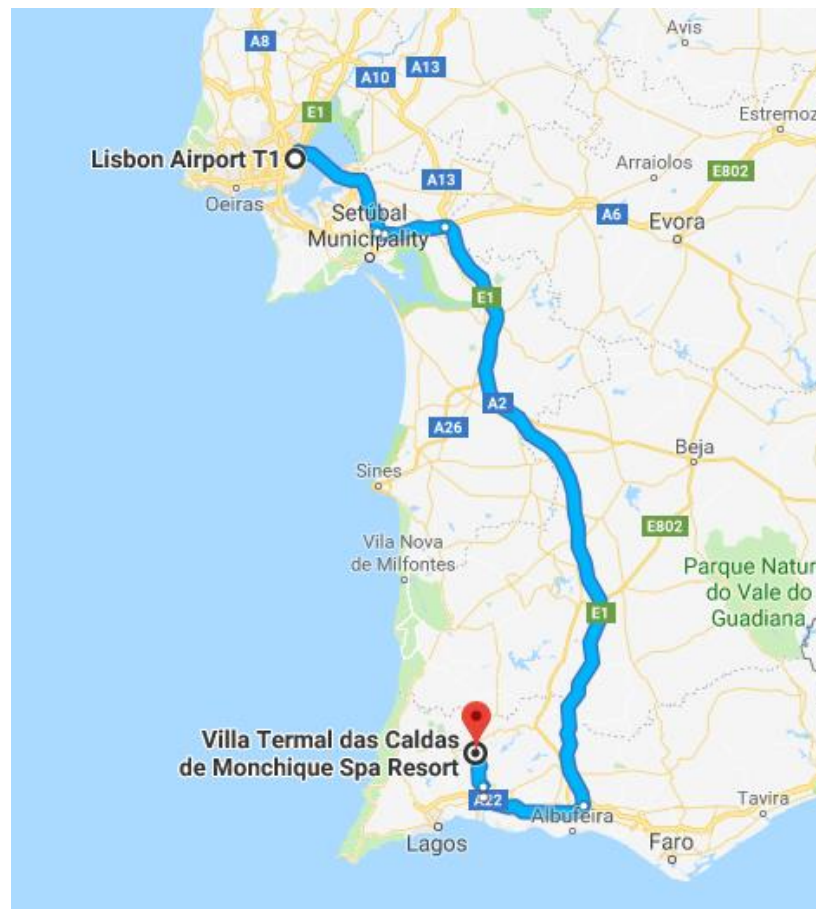 Avis
A8
A13
A10
E1
Estremoz
Lisbon Airport T1
Arraiolos
E802
A13
Oeiras
A6
Setúbal
Municipality
Evora
E1
A2
A26
Beja
Sines
E802
Vila Nova
de Milfontes
Parque Natur
do Vale do
Guadiana
E1
Villa Termal das Caldas
de Monchique Spa Resort
A22
Tavira
Albufeira
Lagos
Faro